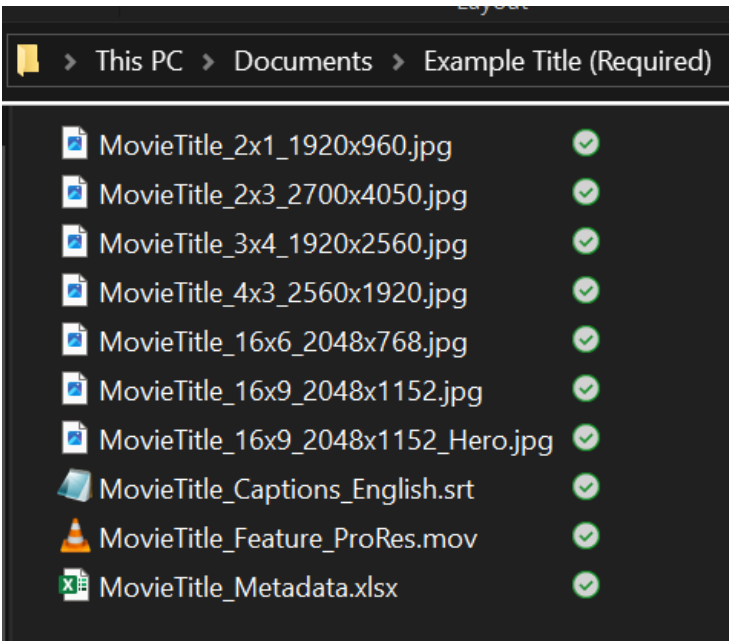 Layout
> This PC > Documents > Example Title (Required)
MovieTitle_2x1_1920x960.jpg
MovieTitle_2x3_2700x4050.jpg
MovieTitle_3x4_1920x2560.jpg
MovieTitle_4x3_2560x1920.jpg
MovieTitle_16x6_2048x768.jpg
MovieTitle_16x9_2048x1152.jpg
MovieTitle_16x9_2048x1152_Hero.jpg
MovieTitle_Captions_English.srt
MovieTitle_Feature_ProRes.mov
MovieTitle_Metadata.xlsx